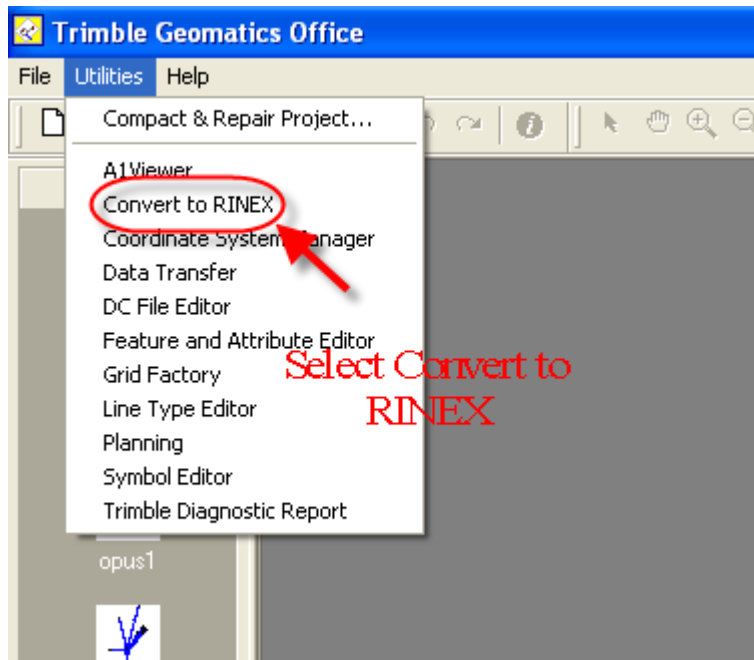 Trimble Geomatics Office
File Utilities Help
Compact & Repair Project...
A1Viewer
Convert to RINEX
Coordinate System Manager
Data Transfer
DC File Editor
Feature and Attribute Editor
Grid Factory
Select Convert to
RINEX
Line Type Editor
Planning
Symbol Editor
Trimble Diagnostic Report
opus1